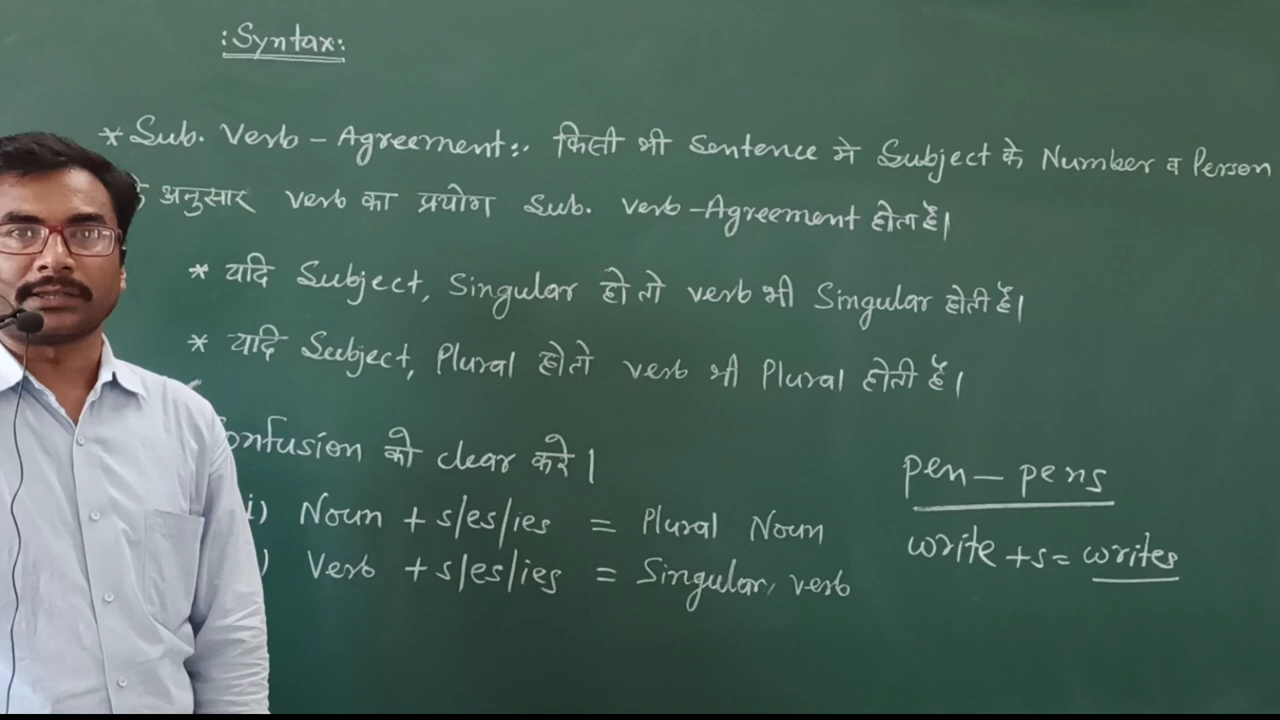 :Syntax:
* Sub. Verb-Agreement:. किसी भी Sentence मे Subject के Number व Person
के अनुसार verb का प्रयोग Sub. verb-Agreement होता है।
* यदि Subject, Singular हो तो verb भी Singular होती है।
* यदि Subject, Plural हो तो verb भी Plural होती है।
onfusion को clear करे।
i) Noun + s/es/ies = Plural Noun
) Verb + s/es/ies = Singular, verb
pen - pens
write +s= writes